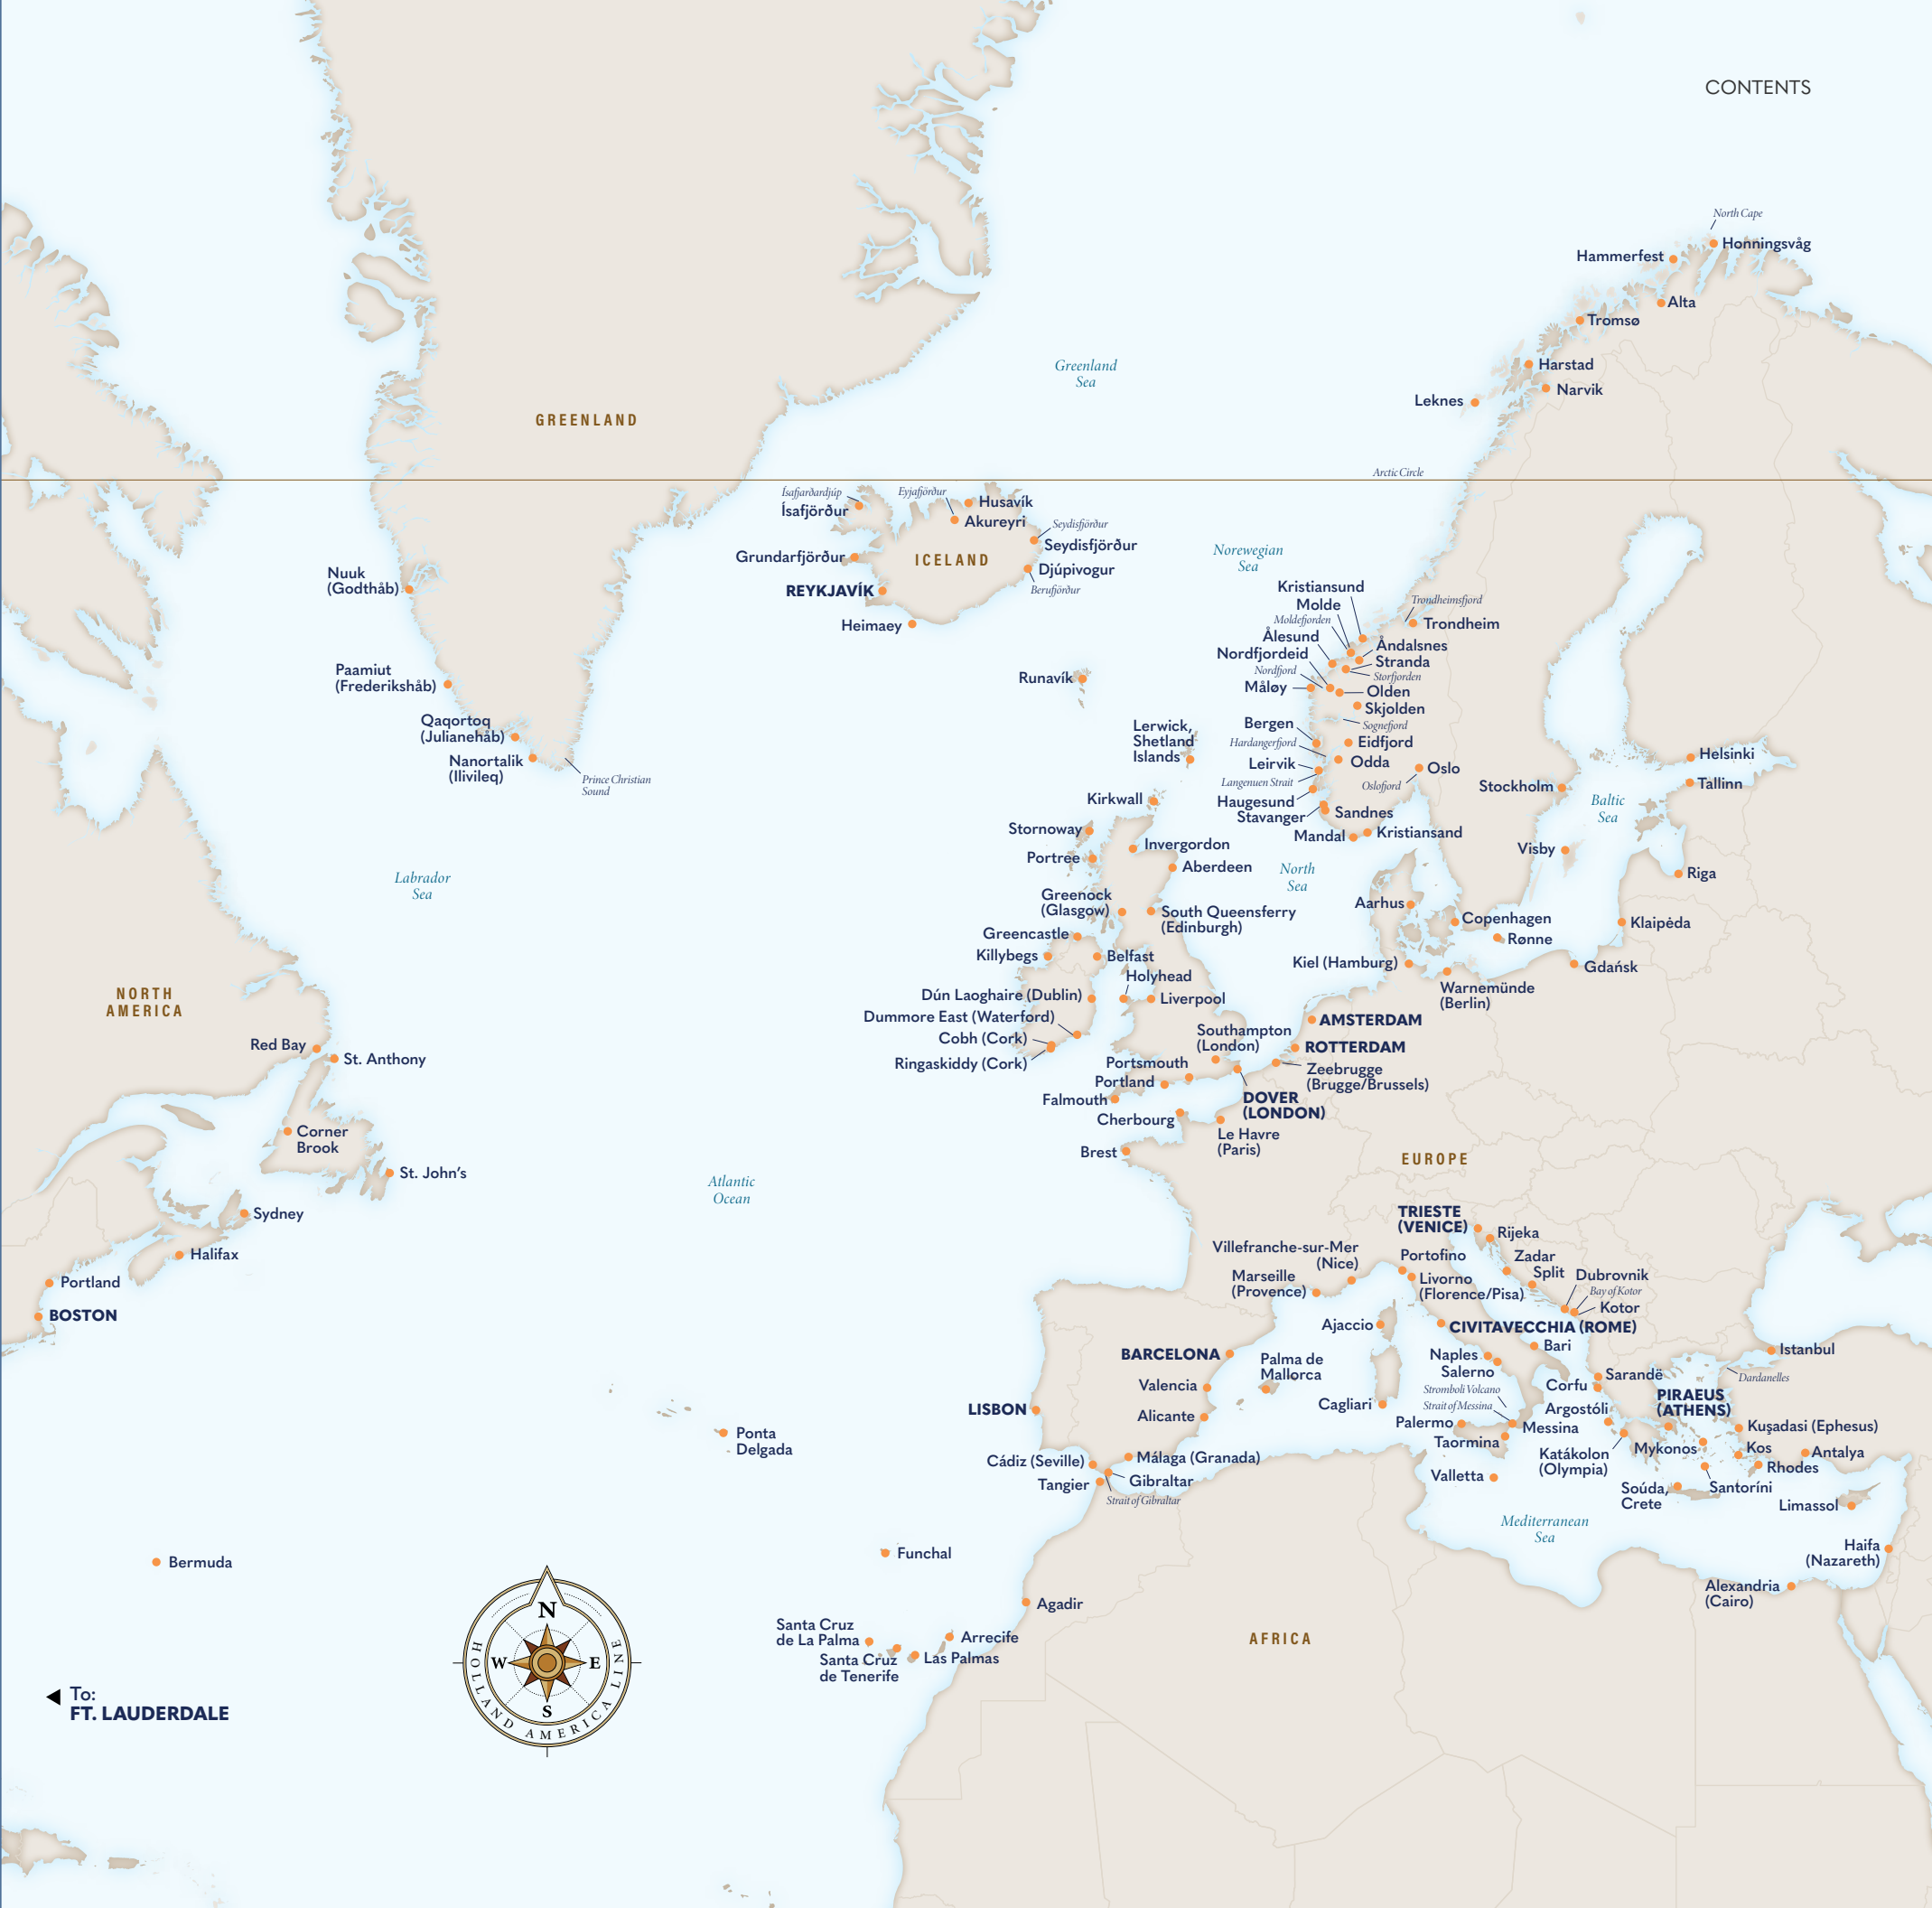 CONTENTS
North Cape
Honningsvåg
Hammerfest
Alta
Tromsø
Harstad
Narvik
Leknes
Greenland
Sea
GREENLAND
Arctic Circle
Ísafjarðardjúp
Ísafjörður
Eyjafjörður
Husavík
Akureyri
Seydisfjörður
Seydisfjörður
Grundarfjörður
ICELAND
Djúpivogur
Berufjörður
REYKJAVÍK
Heimaey
Norewegian
Sea
Nuuk
(Godthåb)
Paamiut
(Frederikshåb)
Qaqortoq
(Julianehåb)
Nanortalik
(Ilivileq)
Prince Christian
Sound
Runavík
Lerwick,
Shetland
Islands
Kristiansund
Molde
Moldefjorden
Ålesund
Nordfjordeid
Nordfjord
Måløy
Trondheimsfjord
Trondheim
Åndalsnes
Stranda
Storfjorden
Olden
Skjolden
Sognefjord
Bergen
Hardangerfjord
Eidfjord
Leirvik
Odda
Langenuen Strait
Oslofjord
Oslo
Haugesund
Stavanger
Sandnes
Mandal
Kristiansand
Helsinki
Tallinn
Stockholm
Baltic
Sea
Visby
Riga
Kirkwall
Stornoway
Portree
Invergordon
Aberdeen
North
Sea
Labrador
Sea
Greenock
(Glasgow)
South Queensferry
(Edinburgh)
Greencastle
Killybegs
Belfast
Holyhead
Aarhus
Copenhagen
Rønne
Klaipėda
Kiel (Hamburg)
Gdańsk
Warnemünde
(Berlin)
NORTH
AMERICA
Dún Laoghaire (Dublin)
Liverpool
Dummore East (Waterford)
Cobh (Cork)
Ringaskiddy (Cork)
AMSTERDAM
Southampton
(London)
ROTTERDAM
Portsmouth
Portland
Zeebrugge
(Brugge/Brussels)
Falmouth
DOVER
(LONDON)
Cherbourg
Le Havre
(Paris)
Brest
Red Bay
St. Anthony
Corner
Brook
St. John's
Sydney
Halifax
Portland
BOSTON
Atlantic
Ocean
EUROPE
TRIESTE
(VENICE)
Rijeka
Villefranche-sur-Mer
(Nice)
Portofino
Zadar
Split
Marseille
(Provence)
Livorno
(Florence/Pisa)
Dubrovnik
Bay of Kotor
Kotor
Ajaccio
CIVITAVECCHIA (ROME)
BARCELONA
Palma de
Mallorca
Naples
Salerno
Bari
Istanbul
Dardanelles
Valencia
Alicante
Cagliari
Stromboli Volcano
Strait of Messina
Sarandë
Corfu
PIRAEUS
(ATHENS)
LISBON
Palermo
Messina
Argostóli
Kuşadasi (Ephesus)
Taormina
Katákolon
(Olympia)
Mykonos
Kos
Antalya
Rhodes
Ponta
Delgada
Cádiz (Seville)
Málaga (Granada)
Tangier
Gibraltar
Strait of Gibraltar
Valletta
Soúda,
Crete
Santoríni
Limassol
Mediterranean
Sea
Haifa
(Nazareth)
Alexandria
(Cairo)
Bermuda
Funchal
Agadir
Santa Cruz
de La Palma
Arrecife
Santa Cruz
de Tenerife
Las Palmas
AFRICA
N
W
E
S
HOLLAND AMERICA LINE
To:
FT. LAUDERDALE